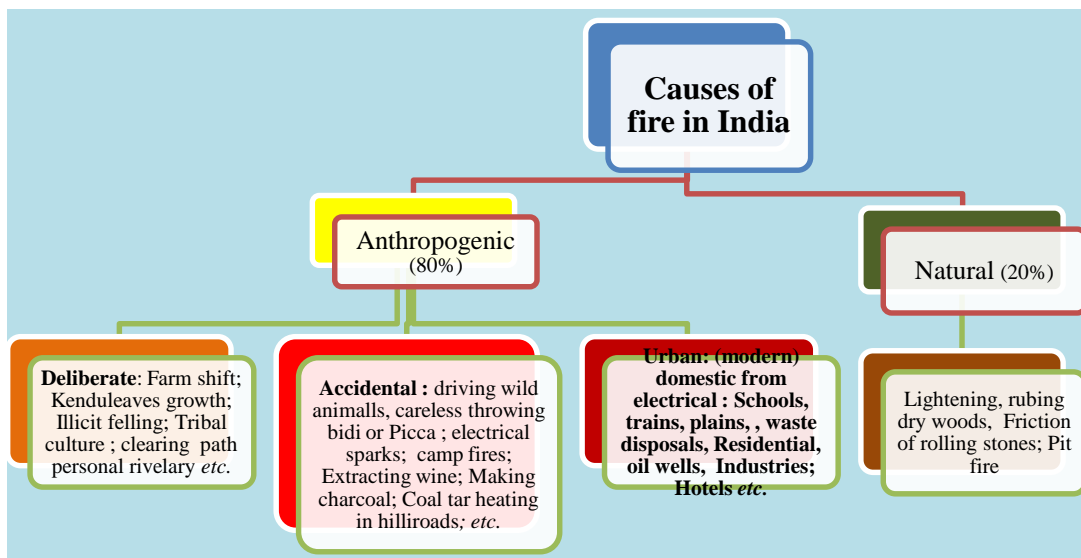 Causes of
fire in India
Anthropogenic
(80%)
Natural (20%)
Deliberate: Farm shift;
Kenduleaves growth;
Illicit felling; Tribal
culture ; clearing path
personal rivelary etc.
Accidental : driving wild
animalls, careless throwing
bidi or Picca ; electrical
sparks; camp fires;
Extracting wine; Making
charcoal; Coal tar heating
in hilliroads; etc.
Urban: (modern)
domestic from
electrical : Schools,
trains, plains, , waste
disposals, Residential,
oil wells, Industries;
Hotels etc.
Lightening, rubing
dry woods, Friction
of rolling stones; Pit
fire